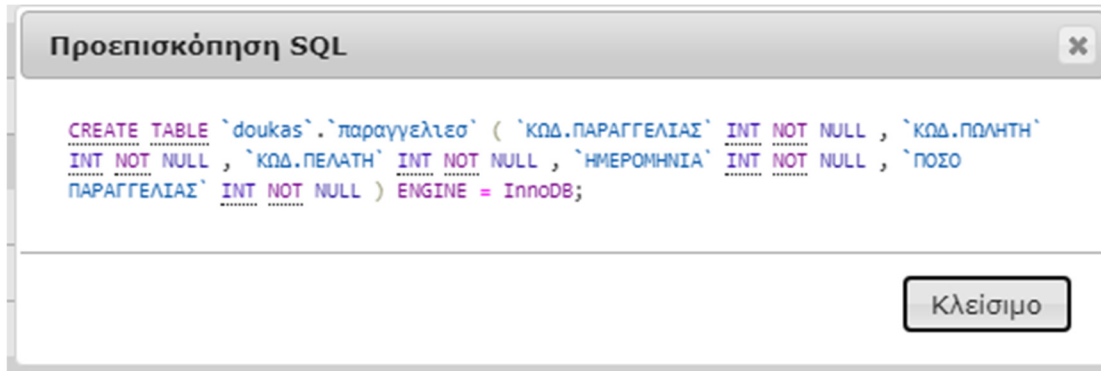 Προεπισκόπηση SQL
CREATE TABLE `doukas`.`παραγγελιεσ` ( `ΚΩΔ.ΠΑΡΑΓΓΕΛΙΑΣ` INT NOT NULL , `ΚΩΔ.ΠΩΛΗΤΗ`
INT NOT NULL , `ΚΩΔ.ΠΕΛΑΤΗ` INT NOT NULL , `ΗΜΕΡΟΜΗΝΙΑ` INT NOT NULL , `ΠΟΣΟ
ΠΑΡΑΓΓΕΛΙΑΣ` INT NOT NULL ) ENGINE = InnoDB;
Κλείσιμο